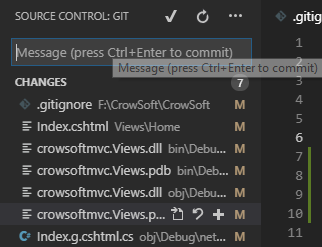 SOURCE CONTROL: GIT ... .gitig
Message (press Ctrl+Enter to commit) 1
Message (press Ctrl+Enter to commit) 2
CHANGES 7 3
.gitignore F:\CrowSoft\CrowSoft M 4
Index.cshtml Views\Home M 5
crowsoftmvc.Views.dll bin\Debu... M 6
crowsoftmvc.Views.pdb bin\Deb... M 7
crowsoftmvc.Views.dll obj\Debu... M 8
crowsoftmvc.Views.p... M 9
10
Index.g.cshtml.cs obj\Debug\net... M